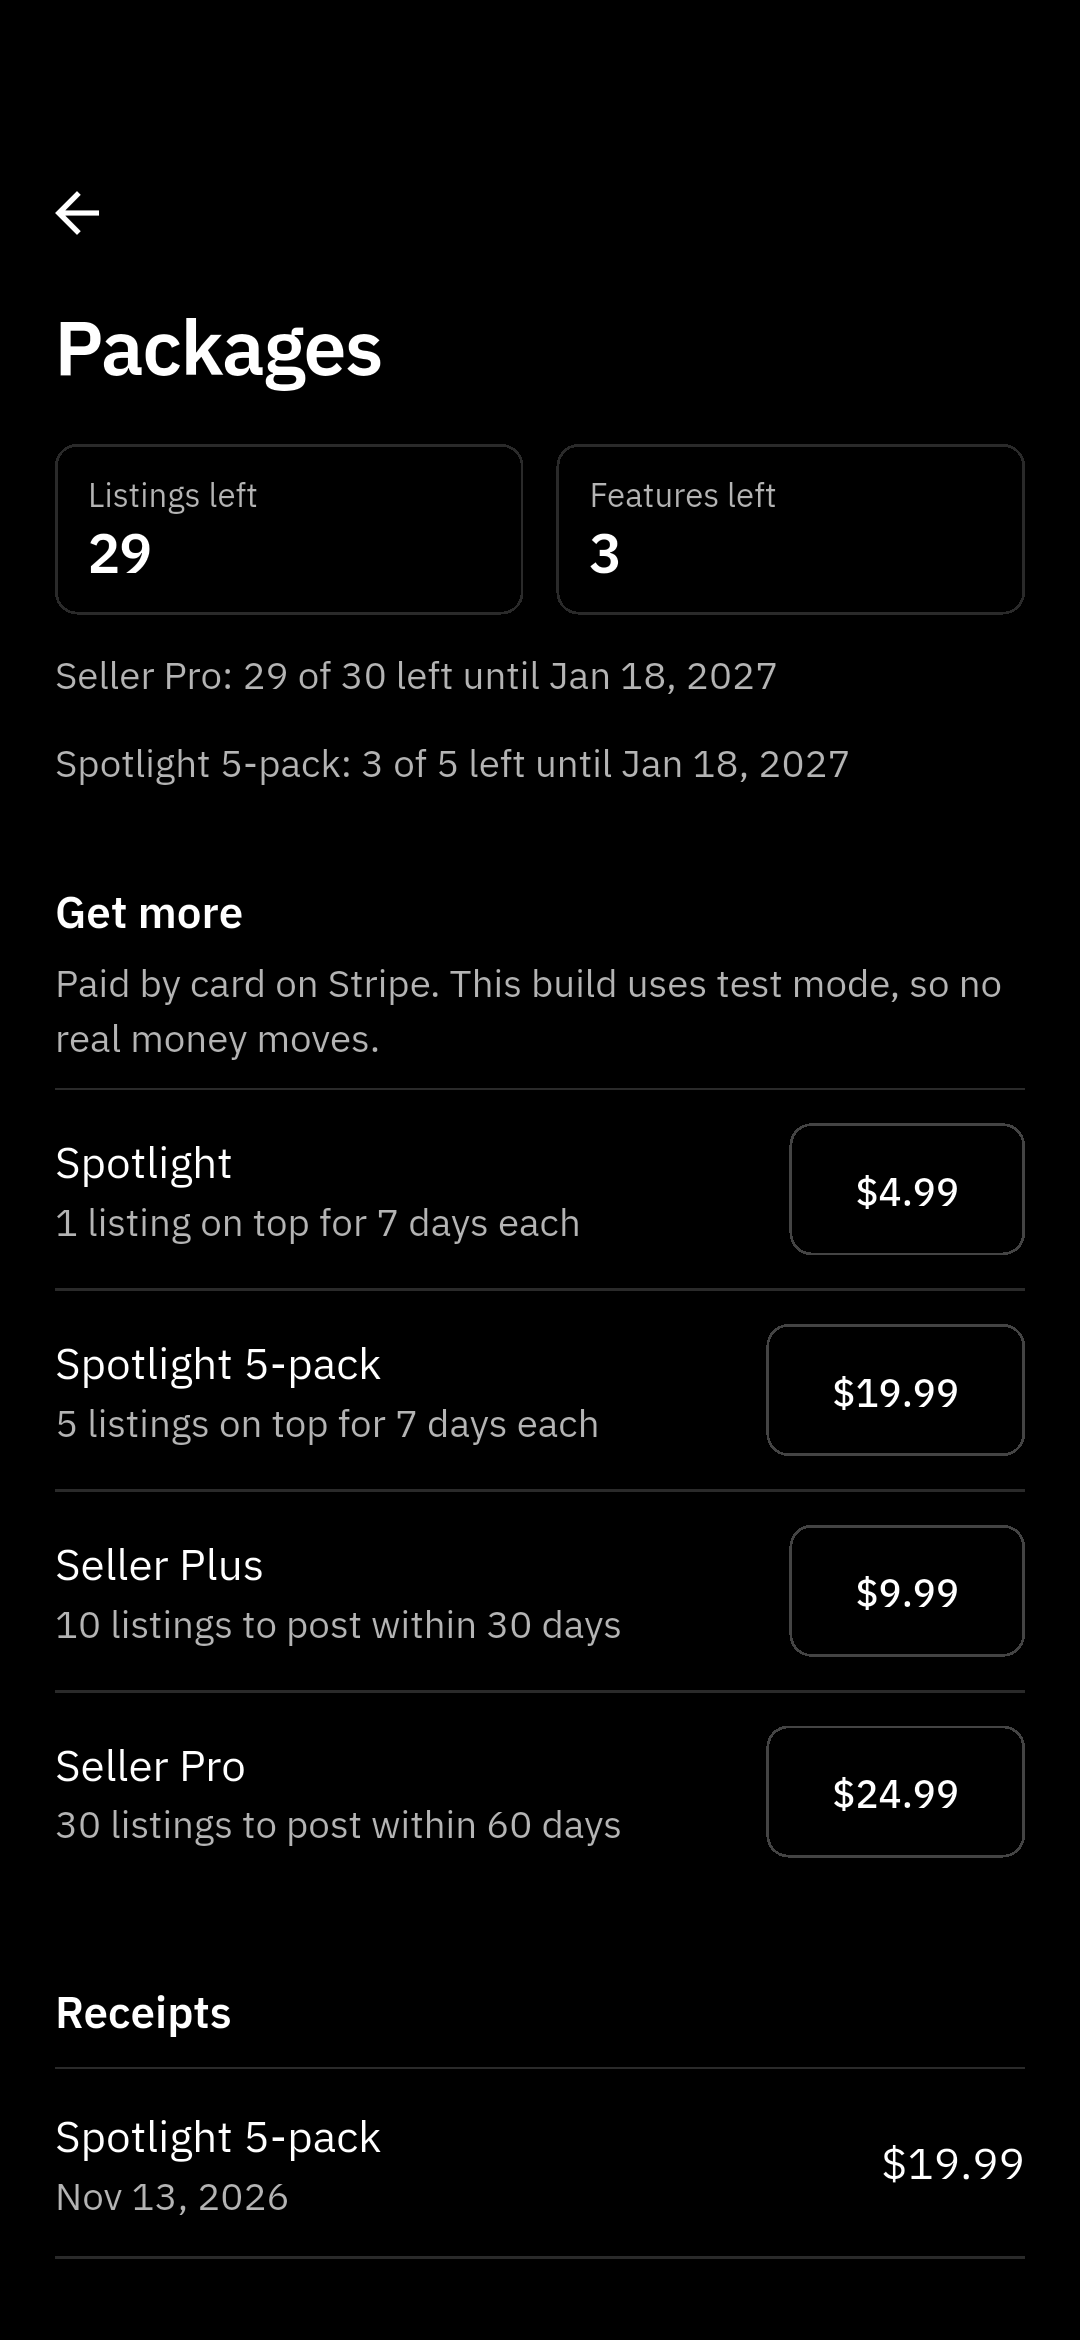 Packages
Listings left
29
Features left
3
Seller Pro: 29 of 30 left until Jan 18, 2027
Spotlight 5-pack: 3 of 5 left until Jan 18, 2027
Get more
Paid by card on Stripe. This build uses test mode, so no
real money moves.
Spotlight
1 listing on top for 7 days each
$4.99
Spotlight 5-pack
5 listings on top for 7 days each
$19.99
Seller Plus
10 listings to post within 30 days
$9.99
Seller Pro
30 listings to post within 60 days
$24.99
Receipts
Spotlight 5-pack
Nov 13, 2026
$19.99